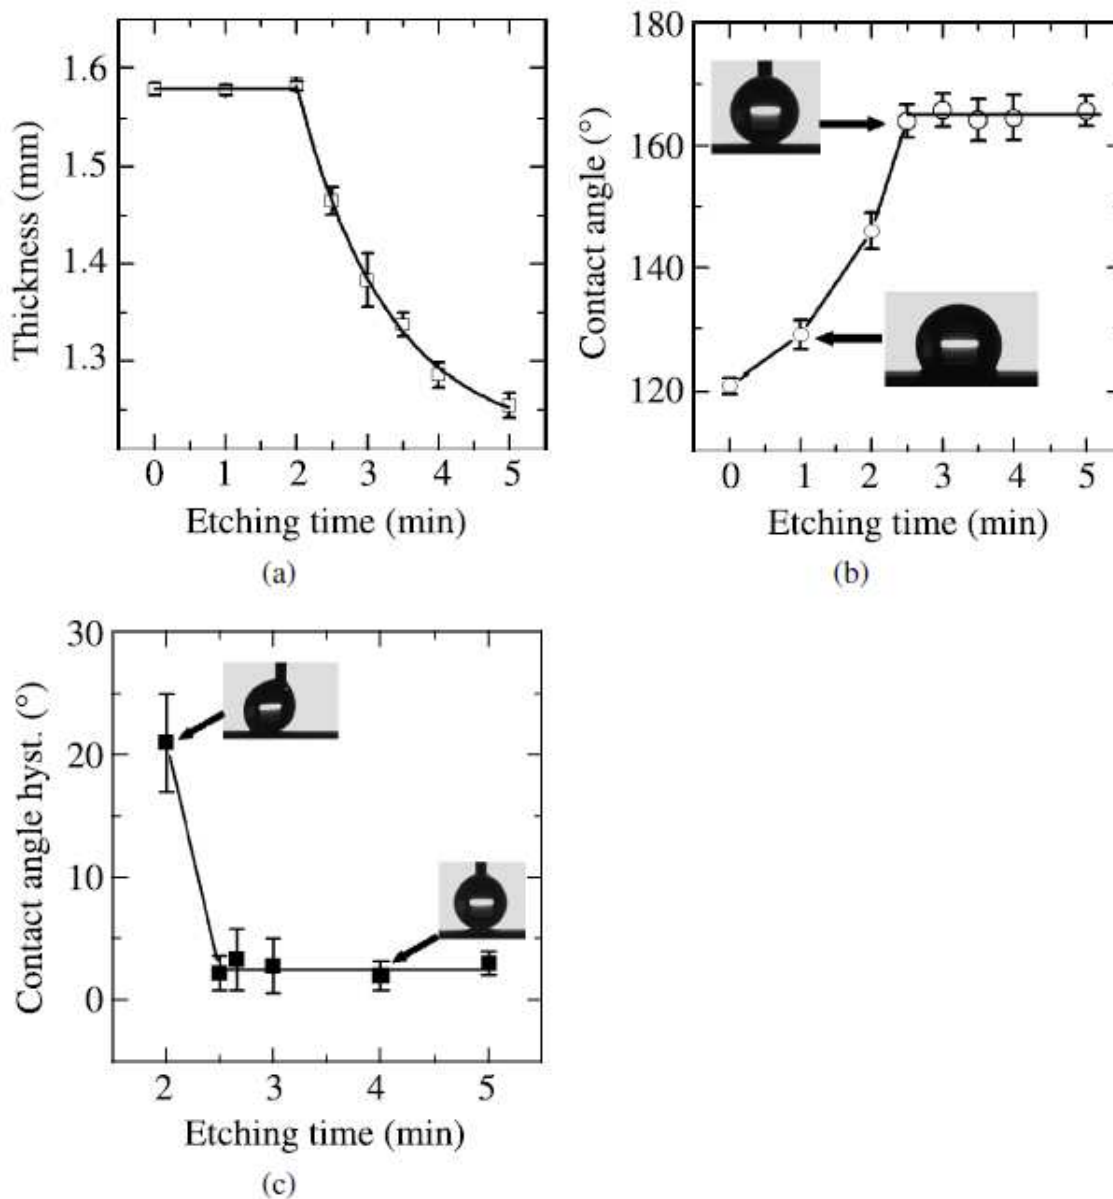 1.6
1.5
1.4
1.3
Thickness (mm)
0 1 2 3 4 5
Etching time (min)
(a)
180
160
140
120
Contact angle (°)
0 1 2 3 4 5
Etching time (min)
(b)
30
20
10
0
Contact angle hyst. (°)
2 3 4 5
Etching time (min)
(c)